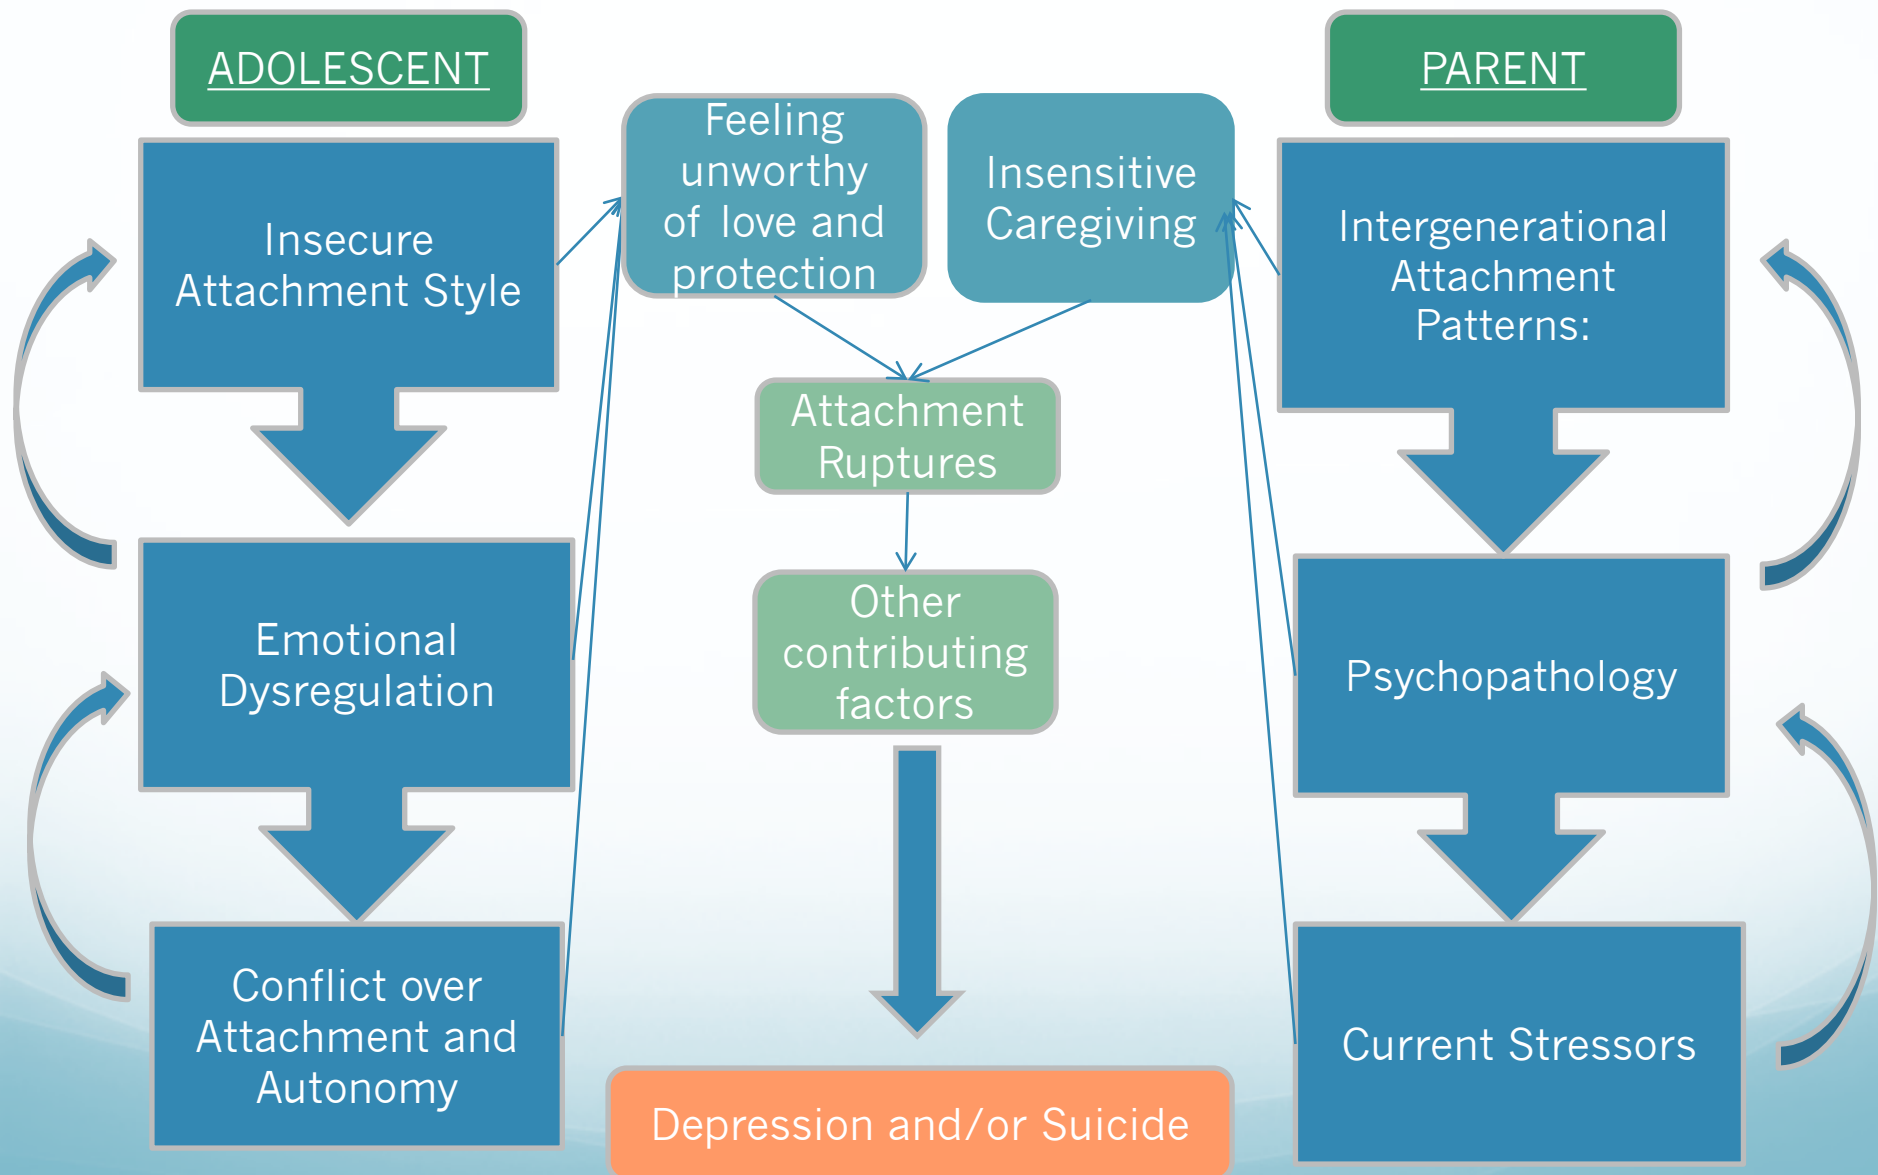 ADOLESCENT
PARENT
Feeling
unworthy
of love and
protection
Insensitive
Caregiving
Insecure
Attachment Style
Intergenerational
Attachment
Patterns:
Attachment
Ruptures
Other
contributing
factors
Emotional
Dysregulation
Psychopathology
Conflict over
Attachment and
Autonomy
Current Stressors
Depression and/or Suicide